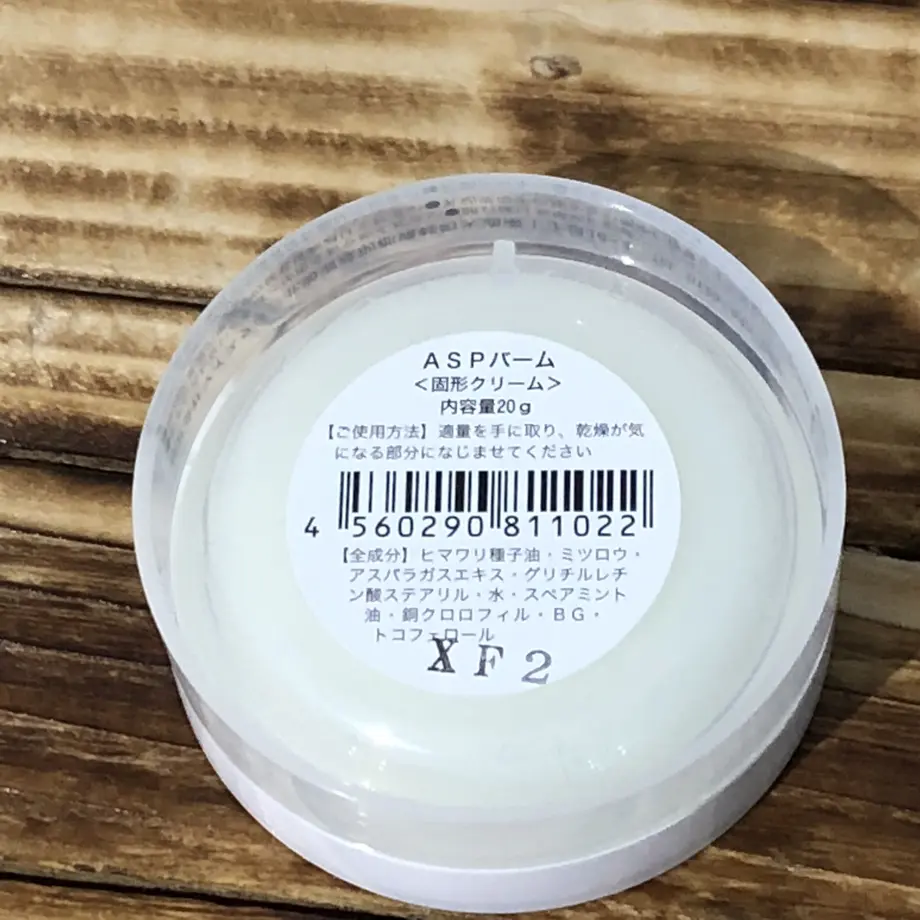 ＡＳＰバーム
＜固形クリーム＞
内容量20ｇ
【ご使用方法】適量を手に取り、乾燥が気
になる部分になじませてください
4 560290 811022
【全成分】ヒマワリ種子油・ミツロウ・
アスパラガスエキス・グリチルレチ
ン酸ステアリル・水・スペアミント
油・銅クロロフィル・ＢＧ・
トコフェロール
XF2